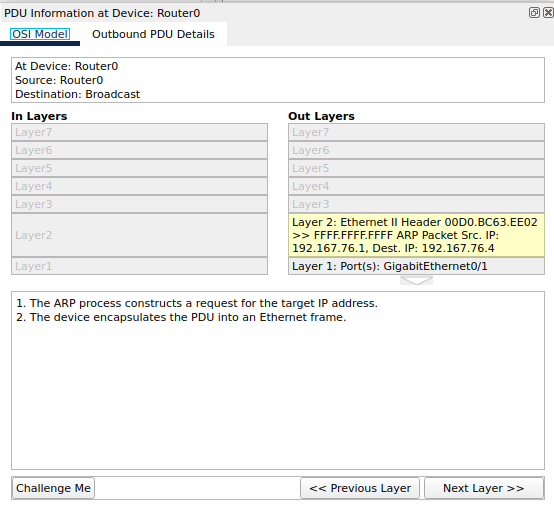 PDU Information at Device: Router0
OSI Model Outbound PDU Details
At Device: Router0
Source: Router0
Destination: Broadcast
In Layers
Layer7
Layer6
Layer5
Layer4
Layer3
Layer2
Layer1
Out Layers
Layer7
Layer6
Layer5
Layer4
Layer3
Layer 2: Ethernet II Header 00D0.BC63.EE02
>> FFFF.FFFF.FFFF ARP Packet Src. IP:
192.167.76.1, Dest. IP: 192.167.76.4
Layer 1: Port(s): GigabitEthernet0/1
1. The ARP process constructs a request for the target IP address.
2. The device encapsulates the PDU into an Ethernet frame.
Challenge Me << Previous Layer Next Layer >>